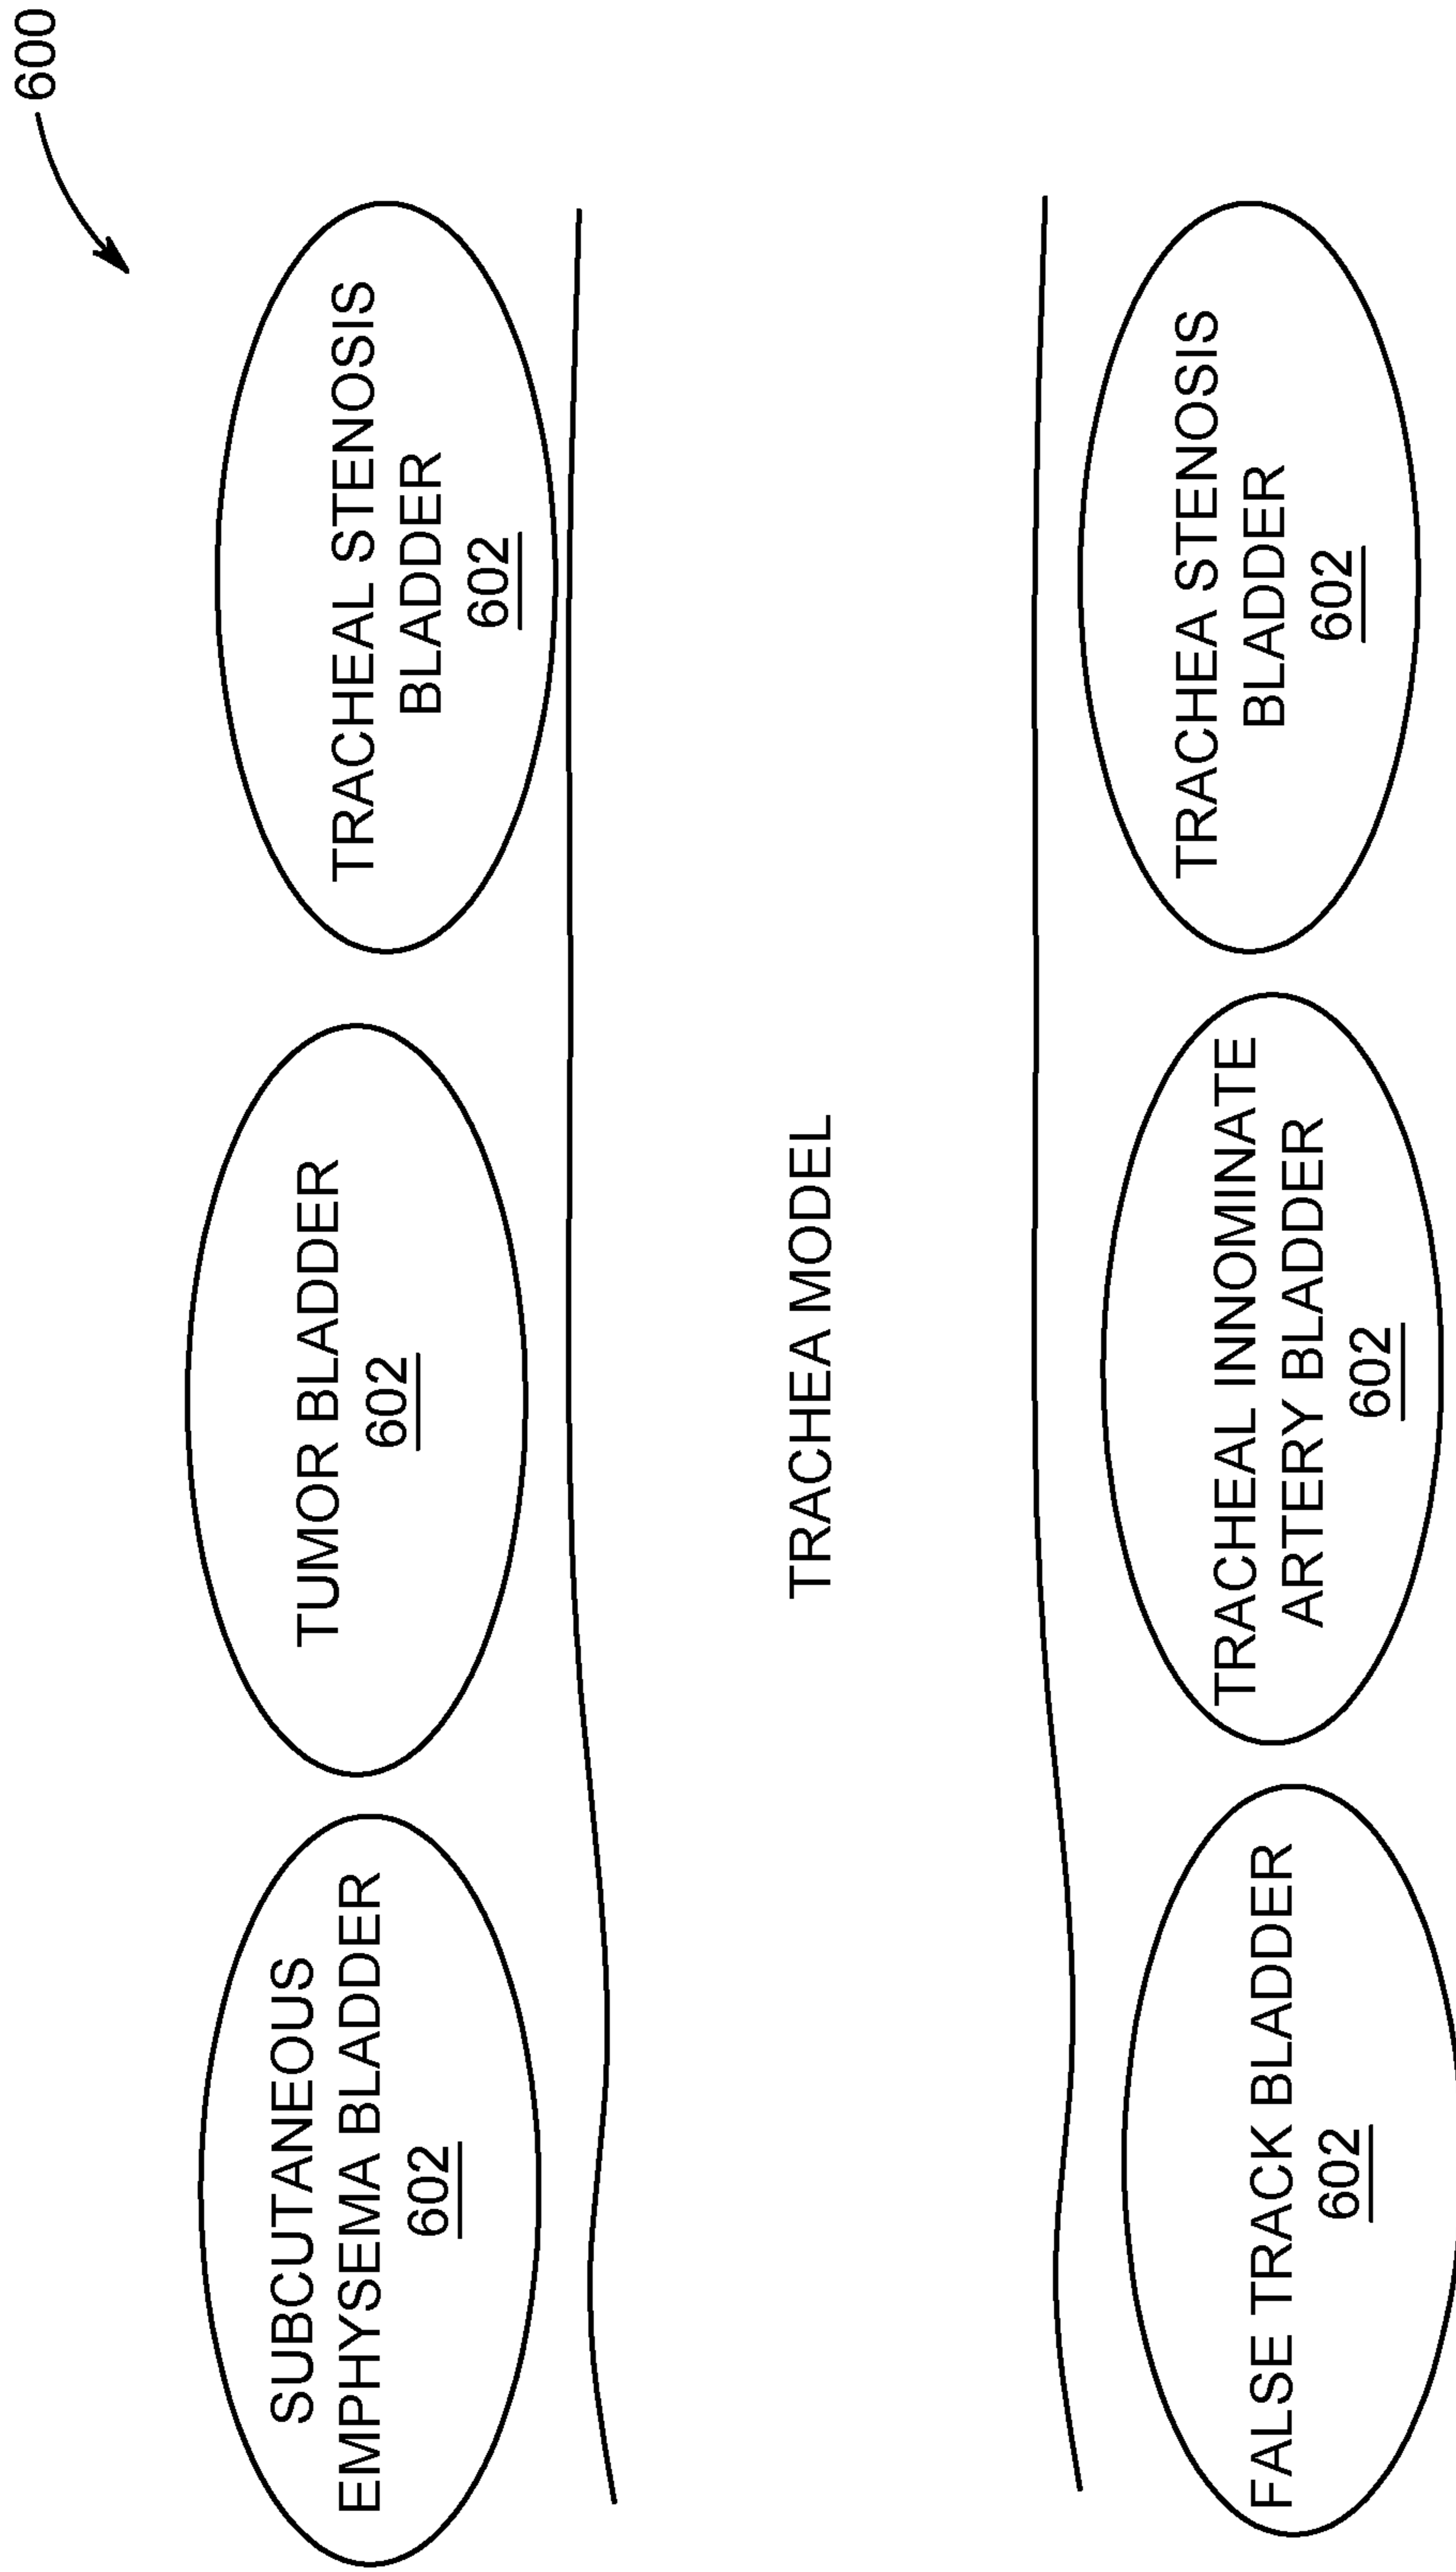 600
SUBCUTANEOUS
EMPHYSEMA BLADDER
602
TUMOR BLADDER
602
TRACHEAL STENOSIS
BLADDER
602
TRACHEA MODEL
FALSE TRACK BLADDER
602
TRACHEAL INNOMINATE
ARTERY BLADDER
602
TRACHEA STENOSIS
BLADDER
602